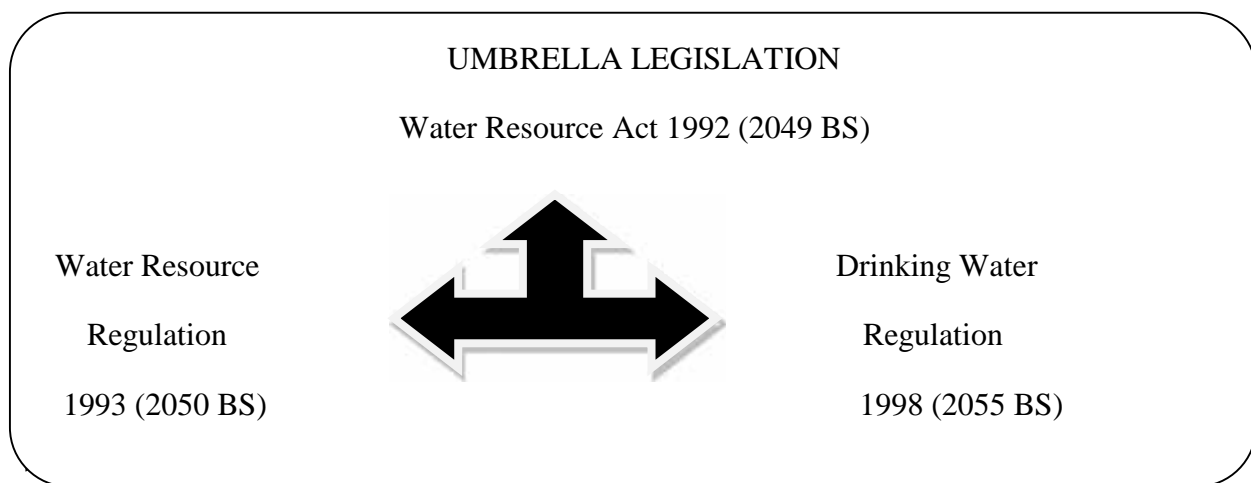 UMBRELLA LEGISLATION
Water Resource Act 1992 (2049 BS)
Water Resource
Regulation
1993 (2050 BS)
Drinking Water
Regulation
1998 (2055 BS)